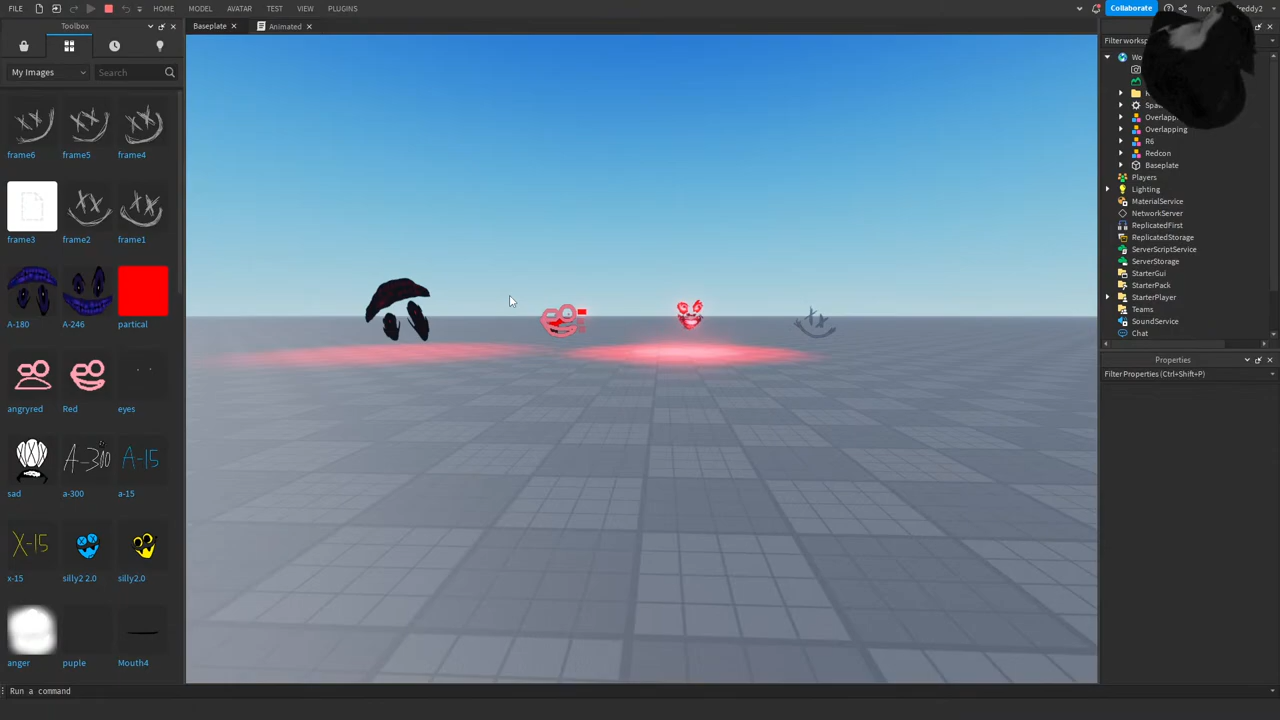 FILE HOME MODEL AVATAR TEST VIEW PLUGINS Collaborate
Toolbox
Baseplate
Animated
My Images
Search
frame6 frame5 frame4
frame3 frame2 frame1
A-180 A-246 partical
angryred Red eyes
A-300 A-15
sad a-300 a-15
X-15
x-15 silly2 2.0 silly2.0
anger puple Mouth4
Run a command
Overlapping
R6
Redcon
Baseplate
Players
Lighting
MaterialService
NetworkServer
ReplicatedFirst
ReplicatedStorage
ServerScriptService
ServerStorage
StarterGui
StarterPack
StarterPlayer
Teams
SoundService
Chat
Properties
Filter Properties (Ctrl+Shift+P)